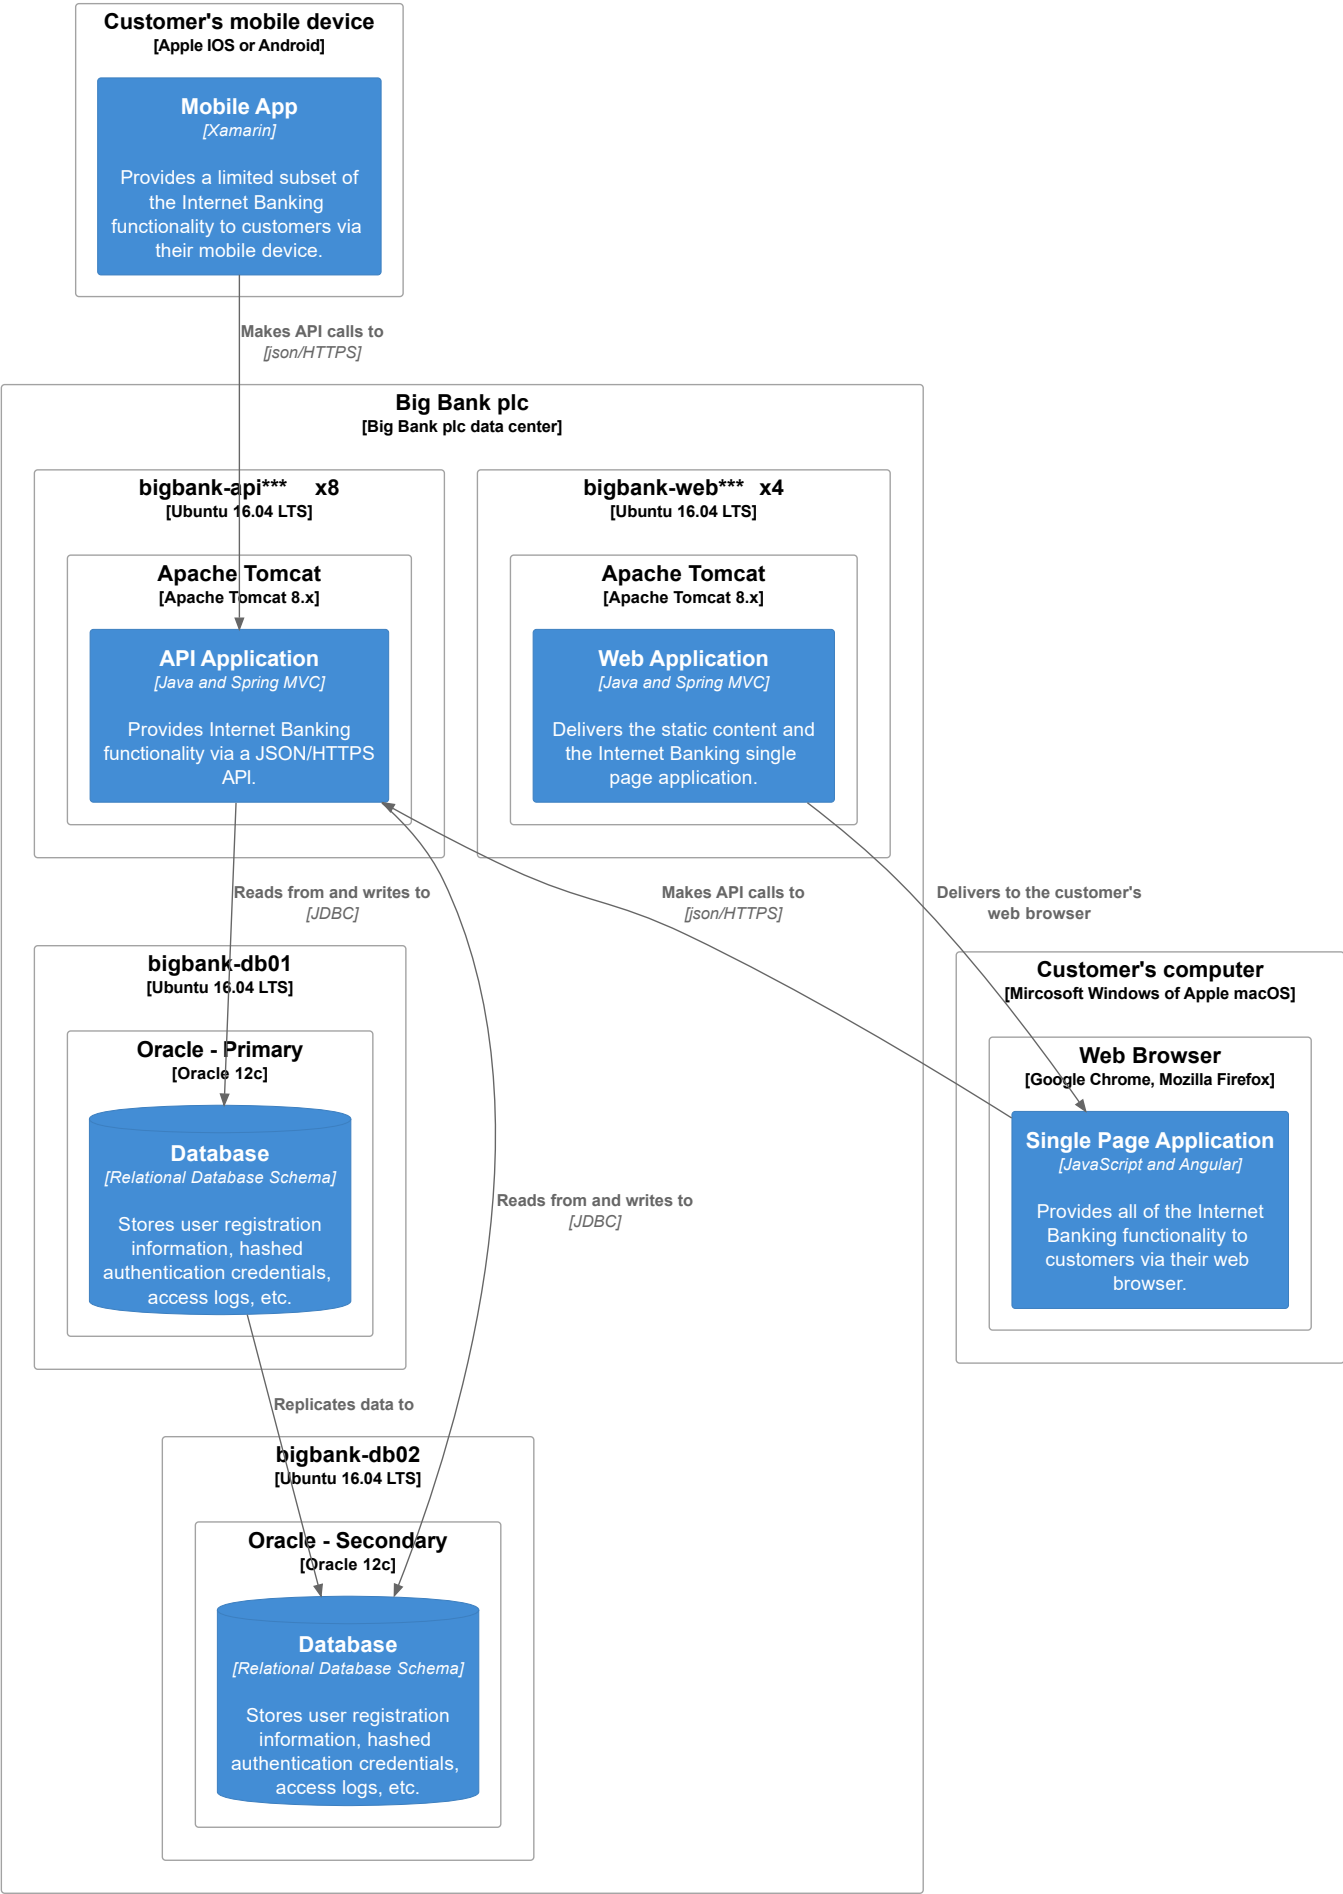 Customer's mobile device
[Apple IOS or Android]
Mobile App
[Xamarin]
Provides a limited subset of
the Internet Banking
functionality to customers via
their mobile device.
Makes API calls to
[json/HTTPS]
Big Bank plc
[Big Bank plc data center]
bigbank-api*** x8
[Ubuntu 16.04 LTS]
Apache Tomcat
[Apache Tomcat 8.x]
API Application
[Java and Spring MVC]
Provides Internet Banking
functionality via a JSON/HTTPS
API.
bigbank-web*** x4
[Ubuntu 16.04 LTS]
Apache Tomcat
[Apache Tomcat 8.x]
Web Application
[Java and Spring MVC]
Delivers the static content and
the Internet Banking single
page application.
Reads from and writes to
[JDBC]
Makes API calls to
[json/HTTPS]
Delivers to the customer's
web browser
bigbank-db01
[Ubuntu 16.04 LTS]
Oracle - Primary
[Oracle 12c]
Database
[Relational Database Schema]
Stores user registration
information, hashed
authentication credentials,
access logs, etc.
Customer's computer
[Mircosoft Windows of Apple macOS]
Web Browser
[Google Chrome, Mozilla Firefox]
Single Page Application
[JavaScript and Angular]
Provides all of the Internet
Banking functionality to
customers via their web
browser.
Reads from and writes to
[JDBC]
Replicates data to
bigbank-db02
[Ubuntu 16.04 LTS]
Oracle - Secondary
[Oracle 12c]
Database
[Relational Database Schema]
Stores user registration
information, hashed
authentication credentials,
access logs, etc.